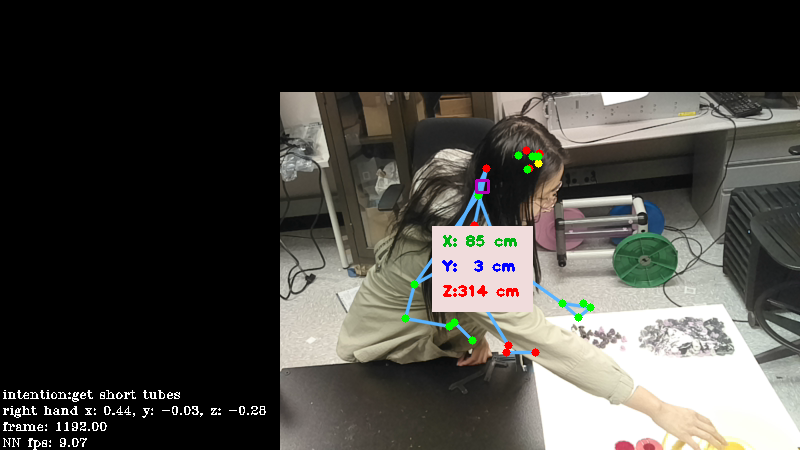 X: 85 cm
Y: 3 cm
Z:314 cm
intention:get short tubes
right hand x: 0.44, y: −0.03, z: −0.28
frame: 1192.00
NN fps: 9.07